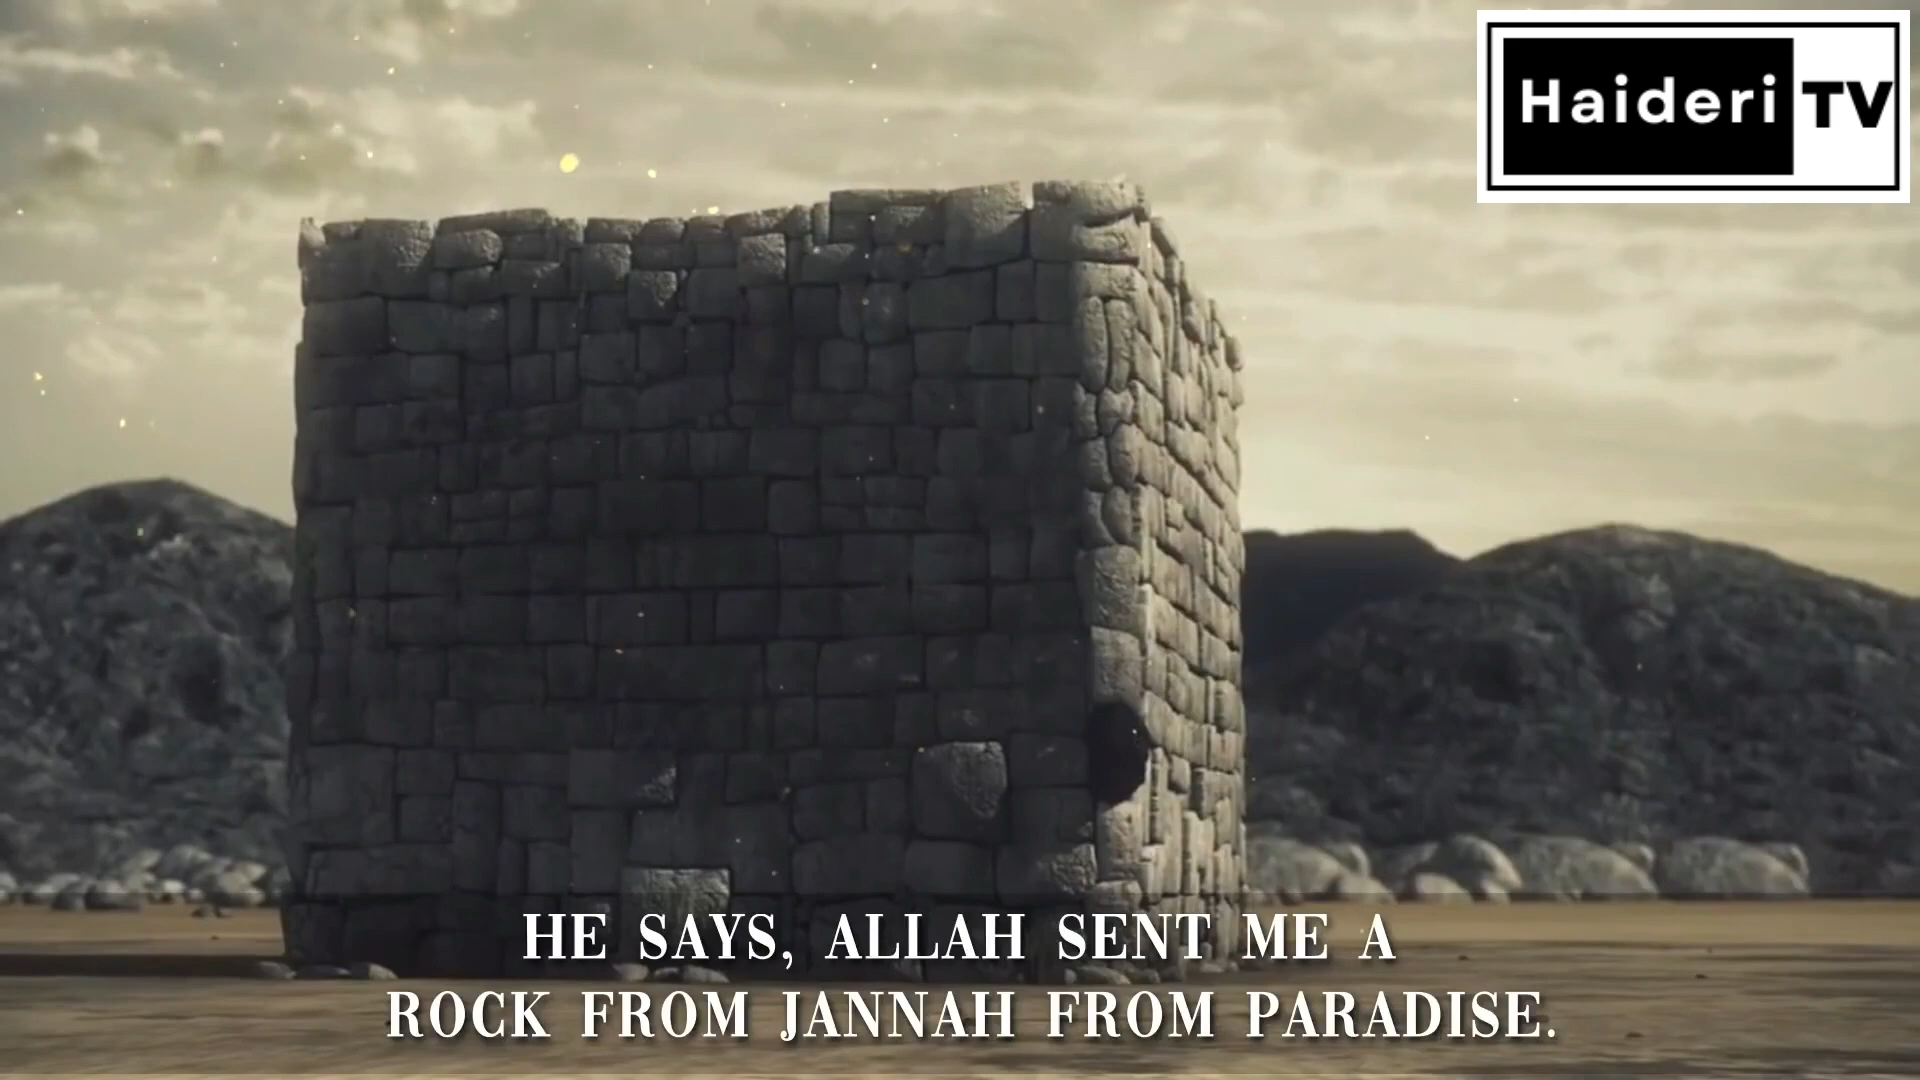 Haideri TV
HE SAYS, ALLAH SENT ME A
ROCK FROM JANNAH FROM PARADISE.